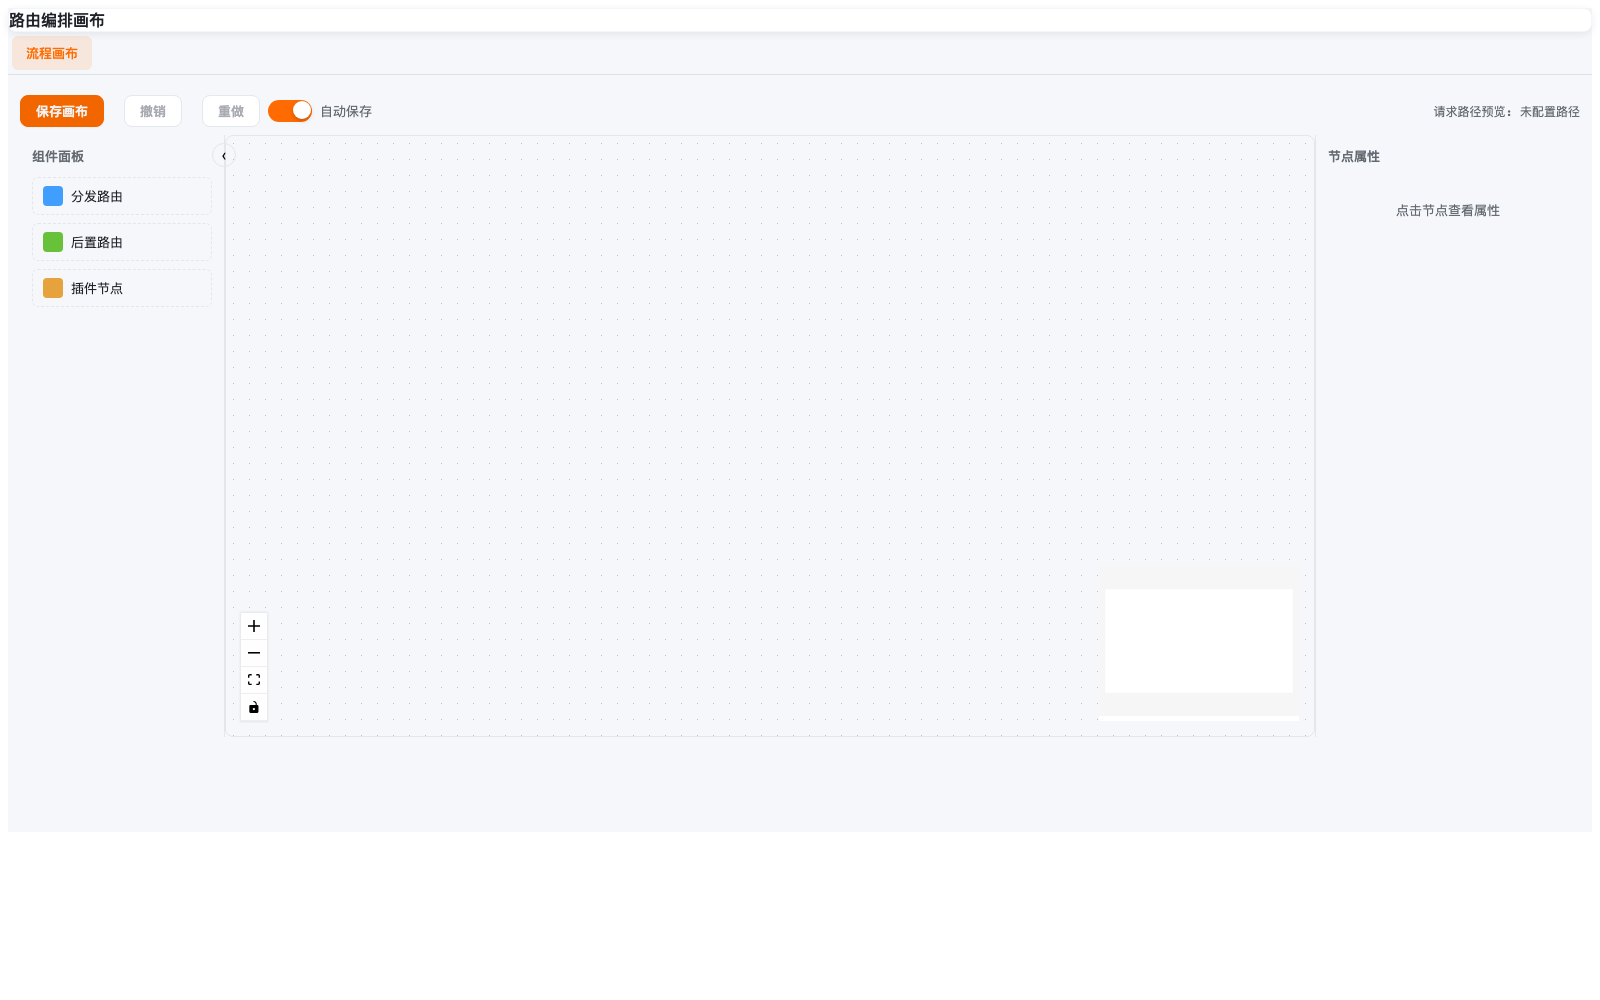 路由编排画布
流程画布
保存画布
撤销
重做
自动保存
请求路径预览：未配置路径
组件面板
分发路由
后置路由
插件节点
节点属性
点击节点查看属性